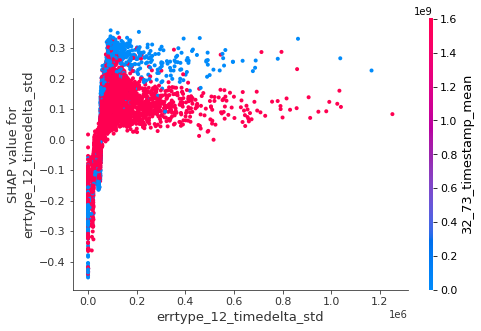 1e9
1.6
1.4
1.2
1.0
0.8
0.6
0.4
0.2
0.0
32_73_timestamp_mean
0.3
0.2
0.1
0.0
−0.1
−0.2
−0.3
−0.4
SHAP value for
errtype_12_timedelta_std
0.0 0.2 0.4 0.6 0.8 1.0 1.2
1e6
errtype_12_timedelta_std